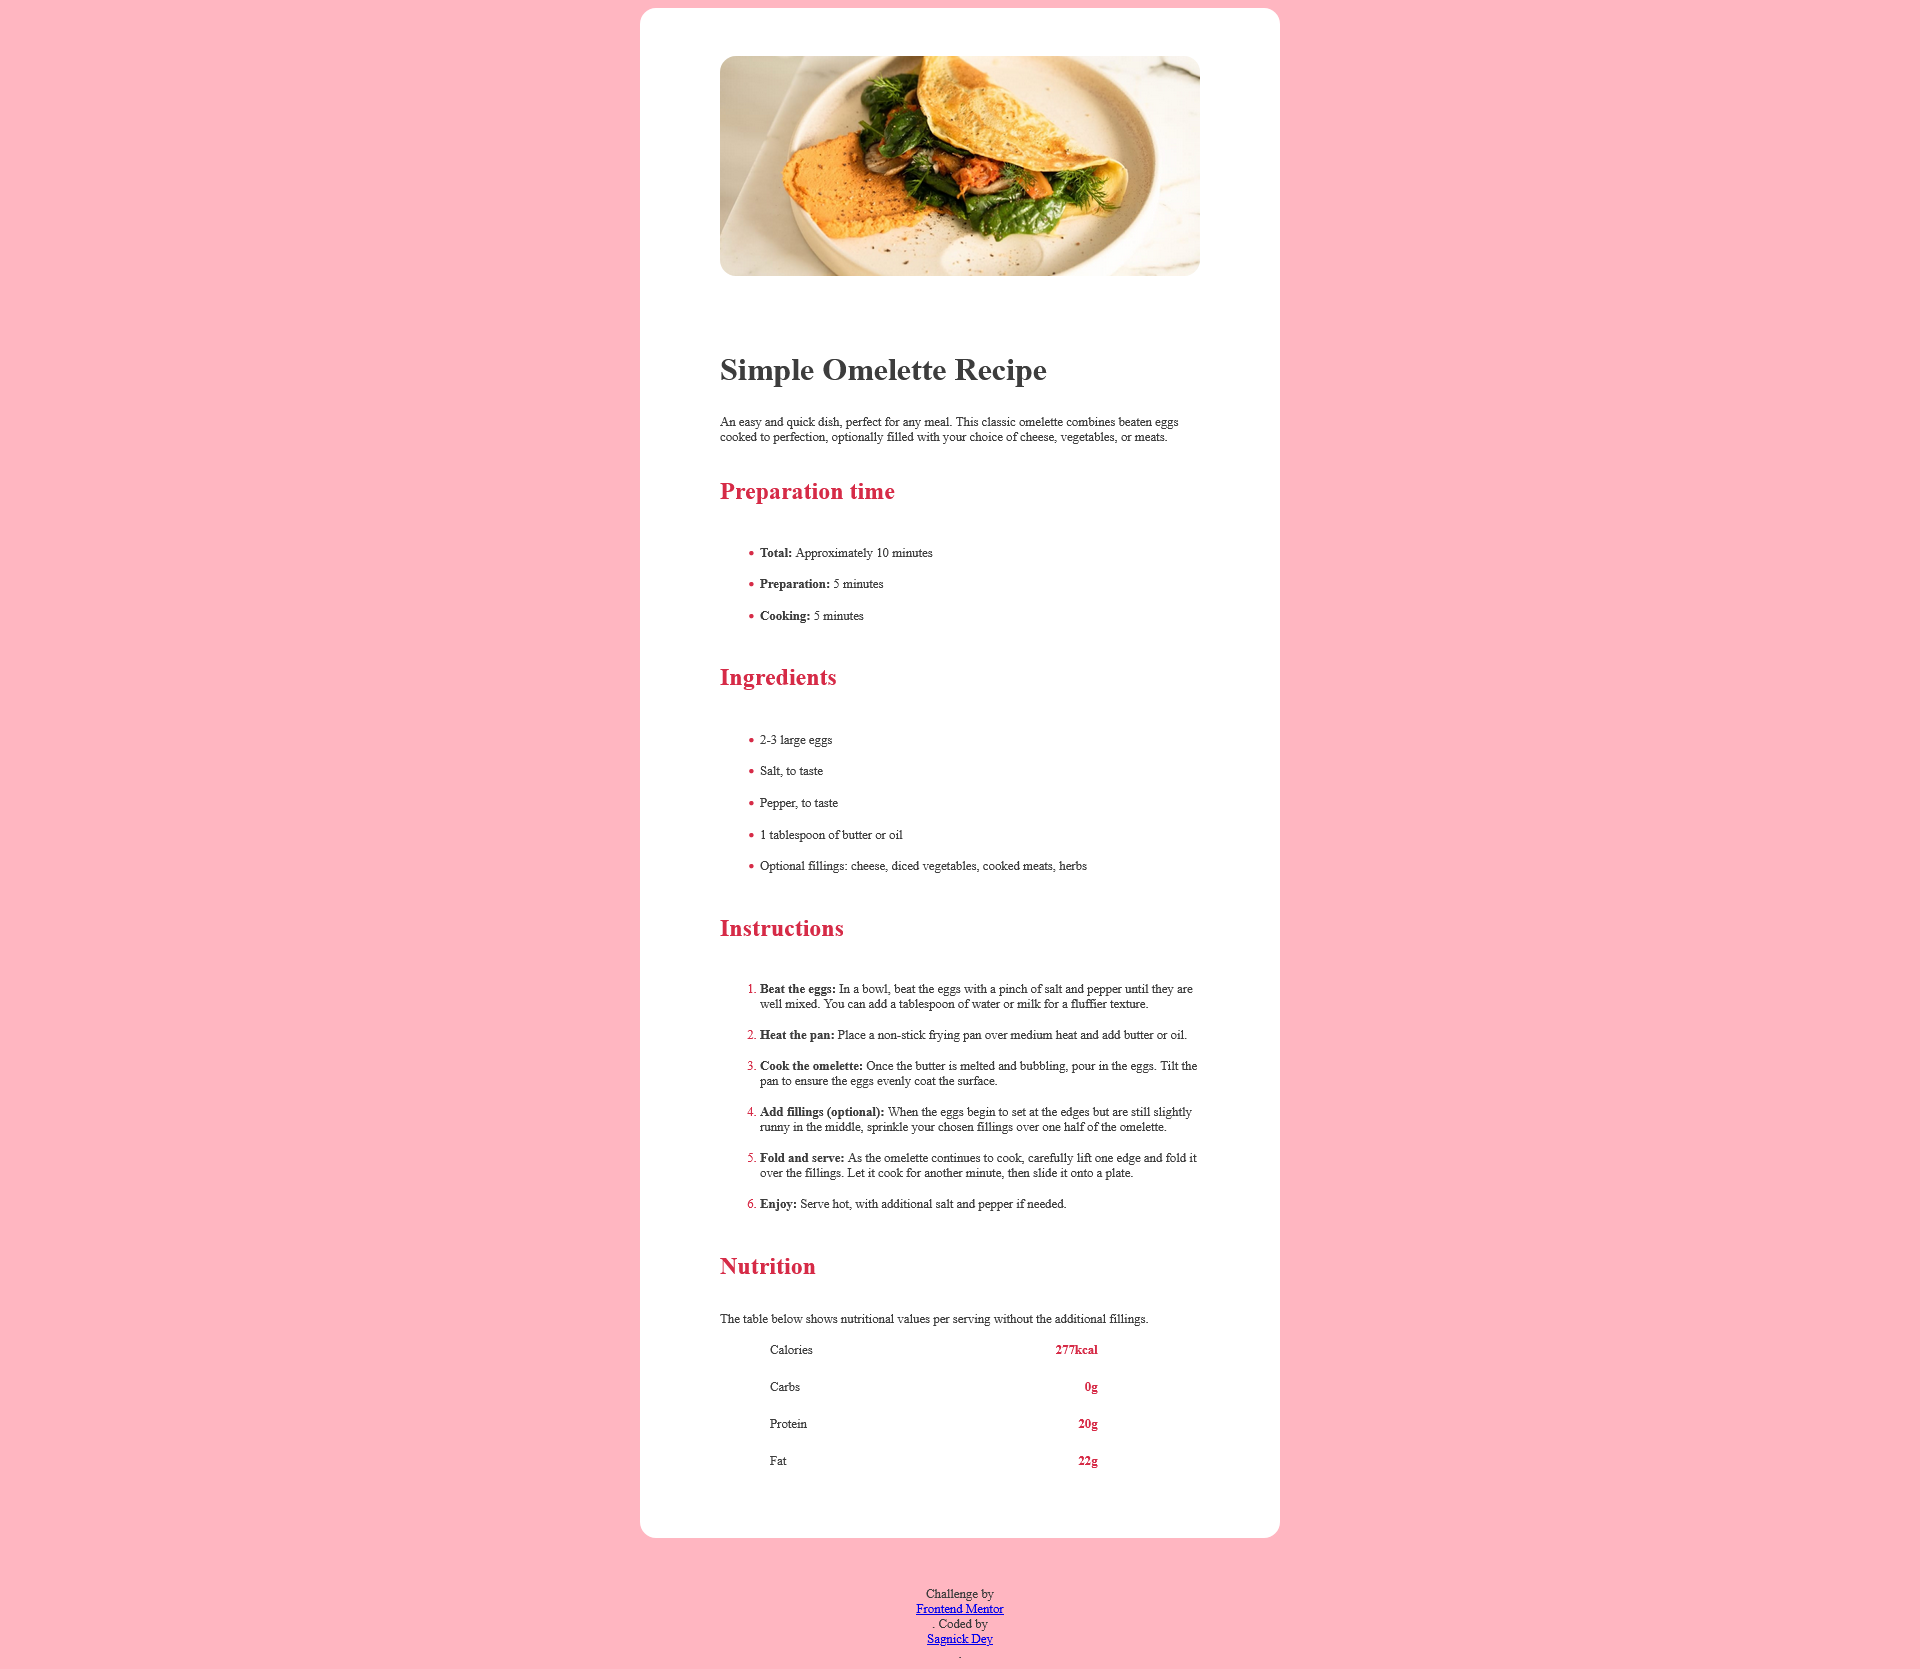 Simple Omelette Recipe
An easy and quick dish, perfect for any meal. This classic omelette combines beaten eggs
cooked to perfection, optionally filled with your choice of cheese, vegetables, or meats.
Preparation time
• Total: Approximately 10 minutes
• Preparation: 5 minutes
• Cooking: 5 minutes
Ingredients
• 2-3 large eggs
• Salt, to taste
• Pepper, to taste
• 1 tablespoon of butter or oil
• Optional fillings: cheese, diced vegetables, cooked meats, herbs
Instructions
1. Beat the eggs: In a bowl, beat the eggs with a pinch of salt and pepper until they are
well mixed. You can add a tablespoon of water or milk for a fluffier texture.
2. Heat the pan: Place a non-stick frying pan over medium heat and add butter or oil.
3. Cook the omelette: Once the butter is melted and bubbling, pour in the eggs. Tilt the
pan to ensure the eggs evenly coat the surface.
4. Add fillings (optional): When the eggs begin to set at the edges but are still slightly
runny in the middle, sprinkle your chosen fillings over one half of the omelette.
5. Fold and serve: As the omelette continues to cook, carefully lift one edge and fold it
over the fillings. Let it cook for another minute, then slide it onto a plate.
6. Enjoy: Serve hot, with additional salt and pepper if needed.
Nutrition
The table below shows nutritional values per serving without the additional fillings.
Calories 277kcal
Carbs 0g
Protein 20g
Fat 22g
Challenge by
Frontend Mentor
. Coded by
Sagnick Dey
.